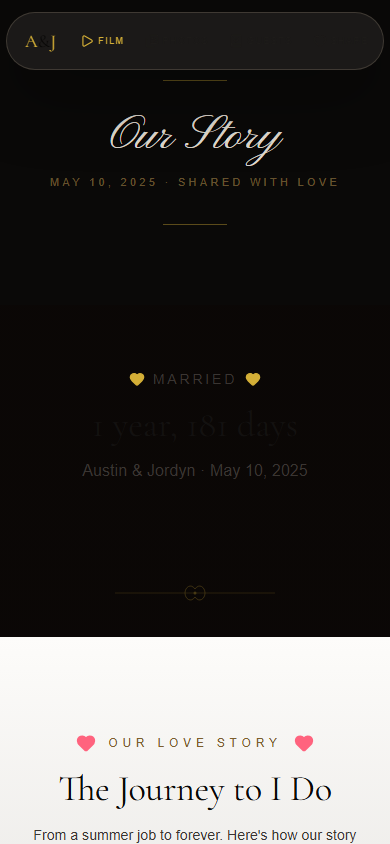 A & J
FILM
Our Story
MAY 10, 2025 · SHARED WITH LOVE
MARRIED
1 year, 181 days
Austin & Jordyn · May 10, 2025
OUR LOVE STORY
The Journey to I Do
From a summer job to forever. Here's how our story